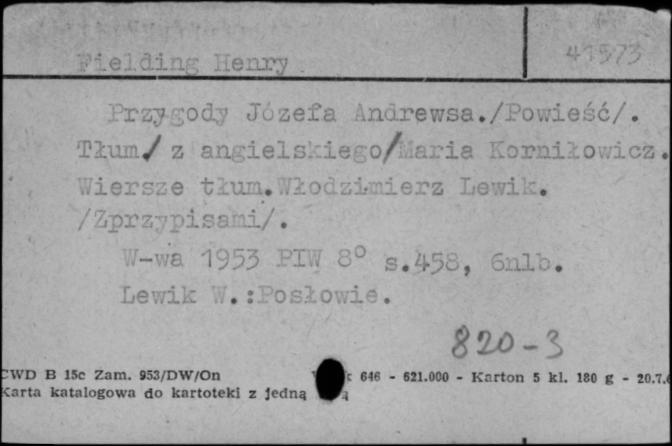 Fielding Henry 41573
Przygody Józefa Andrewsa./Powieść/.
Tłum/ z angielskiego/Maria Korniłowicz.
Wiersze tłum.Włodzimierz Lewik.
/Zprzypisami/.
W-wa 1953 PIW 8° s.458, 6nlb.
Lewik W.:Posłowie.
820-3
CWD B 15c Zam. 953/DW/On 646 - 621.000 - Karton 5 kl. 180 g - 20.7.6
Karta katalogowa do kartoteki z jedną